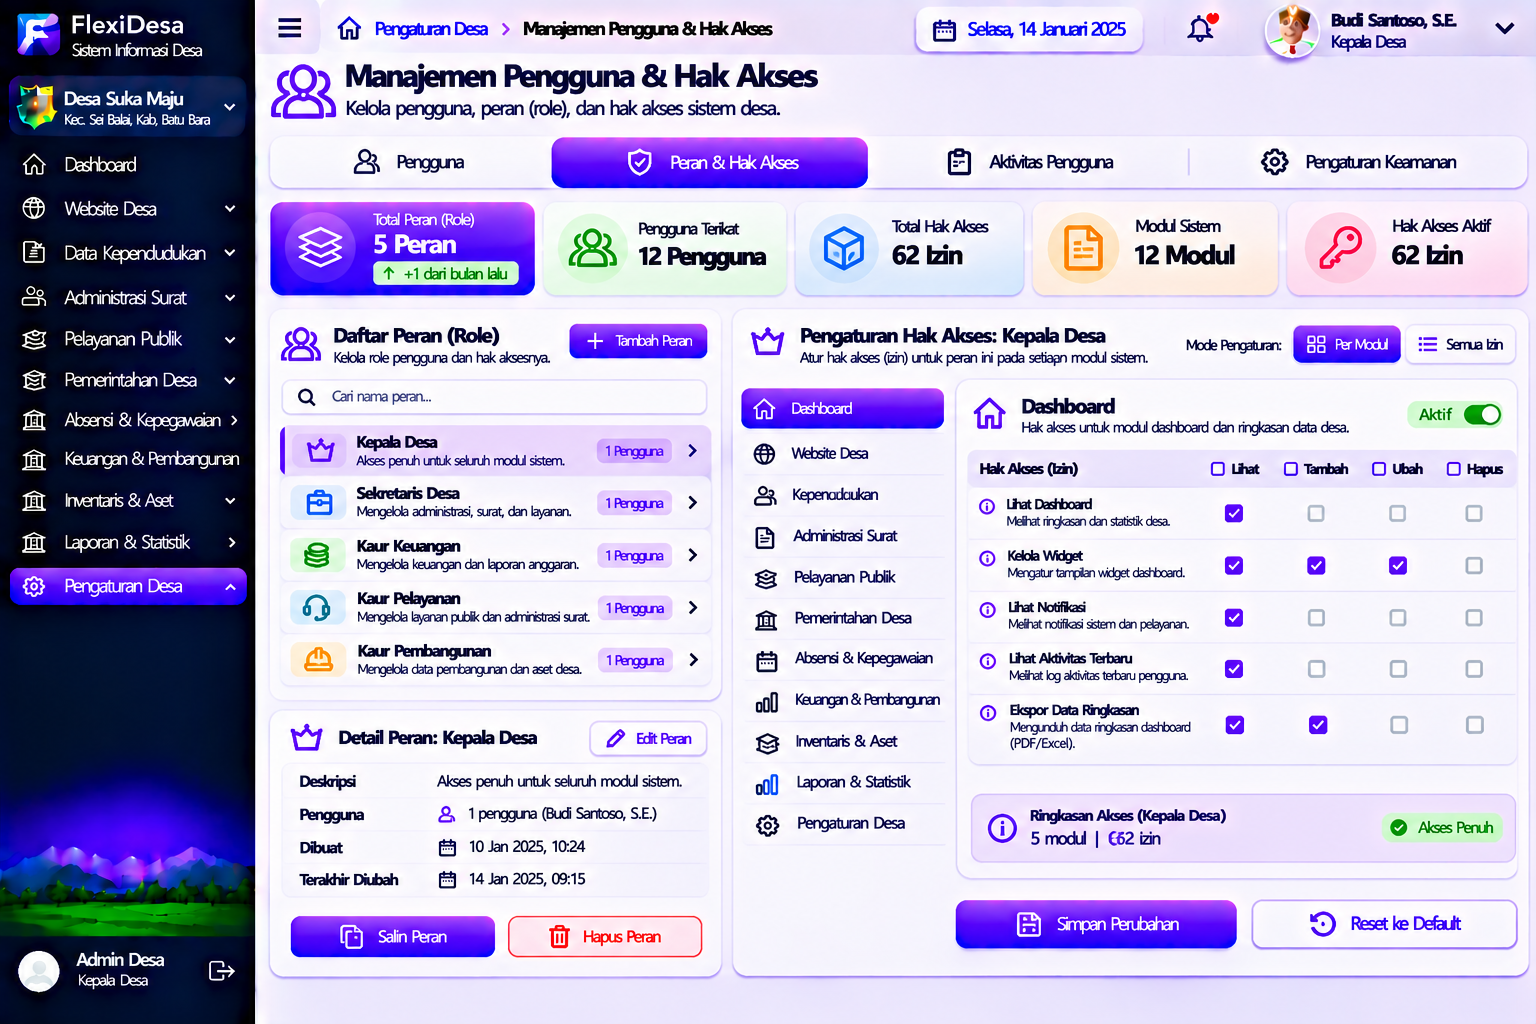 FlexiDesa
Sistem Informasi Desa
Desa Suka Maju
Kec. Sei Balai, Kab, Batu Bara
Dashboard
Website Desa
Data Kependudukan
Administrasi Surat
Pelayanan Publik
Pemerintahan Desa
Absensi & Kepegawaian
Keuangan & Pembangunan
Inventaris & Aset
Laporan & Statistik
Pengaturan Desa
Admin Desa
Kepala Desa
Pengaturan Desa > Manajemen Pengguna & Hak Akses
Selasa, 14 Januari 2025
Budi Santoso, S.E.
Kepala Desa
Manajemen Pengguna & Hak Akses
Kelola pengguna, peran (role), dan hak akses sistem desa.
Pengguna
Peran & Hak Akses
Aktivitas Pengguna
Pengaturan Keamanan
Total Peran (Role)
5 Peran
↑ +1 dari bulan lalu
Pengguna Terikat
12 Pengguna
Total Hak Akses
62 Izin
Modul Sistem
12 Modul
Hak Akses Aktif
62 Izin
Daftar Peran (Role)
Kelola role pengguna dan hak aksesnya.
+ Tambah Peran
Cari nama peran...
Kepala Desa
Akses penuh untuk seluruh modul sistem.
1 Pengguna
Sekretaris Desa
Mengelola administrasi, surat, dan layanan.
1 Pengguna
Kaur Keuangan
Mengelola keuangan dan laporan anggaran.
1 Pengguna
Kaur Pelayanan
Mengelola layanan publik dan administrasi surat.
1 Pengguna
Kaur Pembangunan
Mengelola data pembangunan dan aset desa.
1 Pengguna
Detail Peran: Kepala Desa
Edit Peran
Deskripsi Akses penuh untuk seluruh modul sistem.
Pengguna 1 pengguna (Budi Santoso, S.E.)
Dibuat 10 Jan 2025, 10:24
Terakhir Diubah 14 Jan 2025, 09:15
Salin Peran
Hapus Peran
Pengaturan Hak Akses: Kepala Desa
Atur hak akses (izin) untuk peran ini pada setiapn modul sistem.
Mode Pengaturan:
Per Modul
Semua Izin
Dashboard
Website Desa
Administrasi Surat
Pelayanan Publik
Pemerintahan Desa
Absensi & Kepegawaian
Keuangan & Pembangunan
Inventaris & Aset
Laporan & Statistik
Pengaturan Desa
Dashboard
Hak akses untuk modul dashboard dan ringkasan data desa.
Aktif
Hak Akses (Izin) Lihat Tambah Ubah Hapus
Lihat Dashboard
Melihat ringkasan dan statistik desa.
Kelola Widget
Mengatur tampilan widget dashboard.
Lihat Notifikasi
Melihat notifikasi sistem dan pelayanan.
Lihat Aktivitas Terbaru
Melihat log aktivitas terbaru pengguna.
Ekspor Data Ringkasan
Mengunduh data ringkasan dashboard
(PDF/Excel).
Ringkasan Akses (Kepala Desa)
5 modul | izin
Akses Penuh
Simpan Perubahan
Reset ke Default